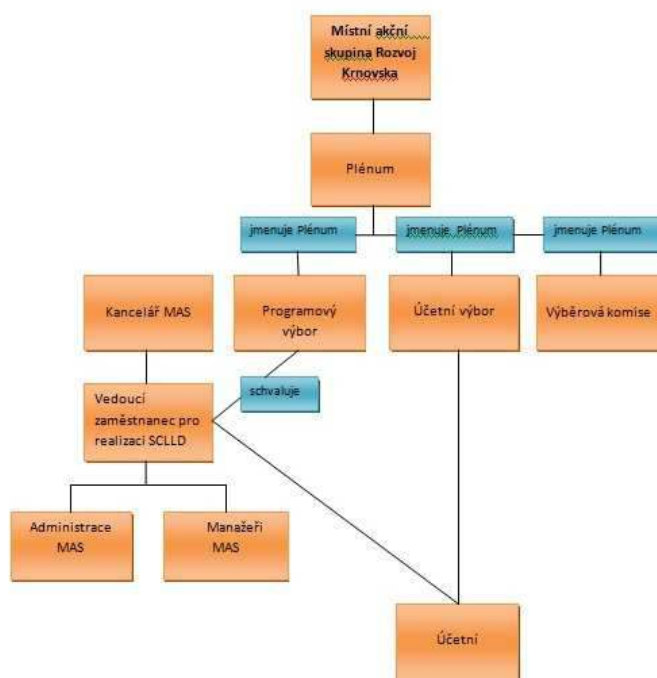 Místní akční
skupina Rozvoj
Krnovska
Plénum
jmenuje Plénum
jmenuje Plénum
jmenuje Plénum
Kancelář MAS
Programový
výbor
Účetní výbor
Výběrová komise
schvaluje
Vedoucí
zaměstnanec pro
realizaci SCLLD
Administrace
MAS
Manažeři
MAS
Účetní